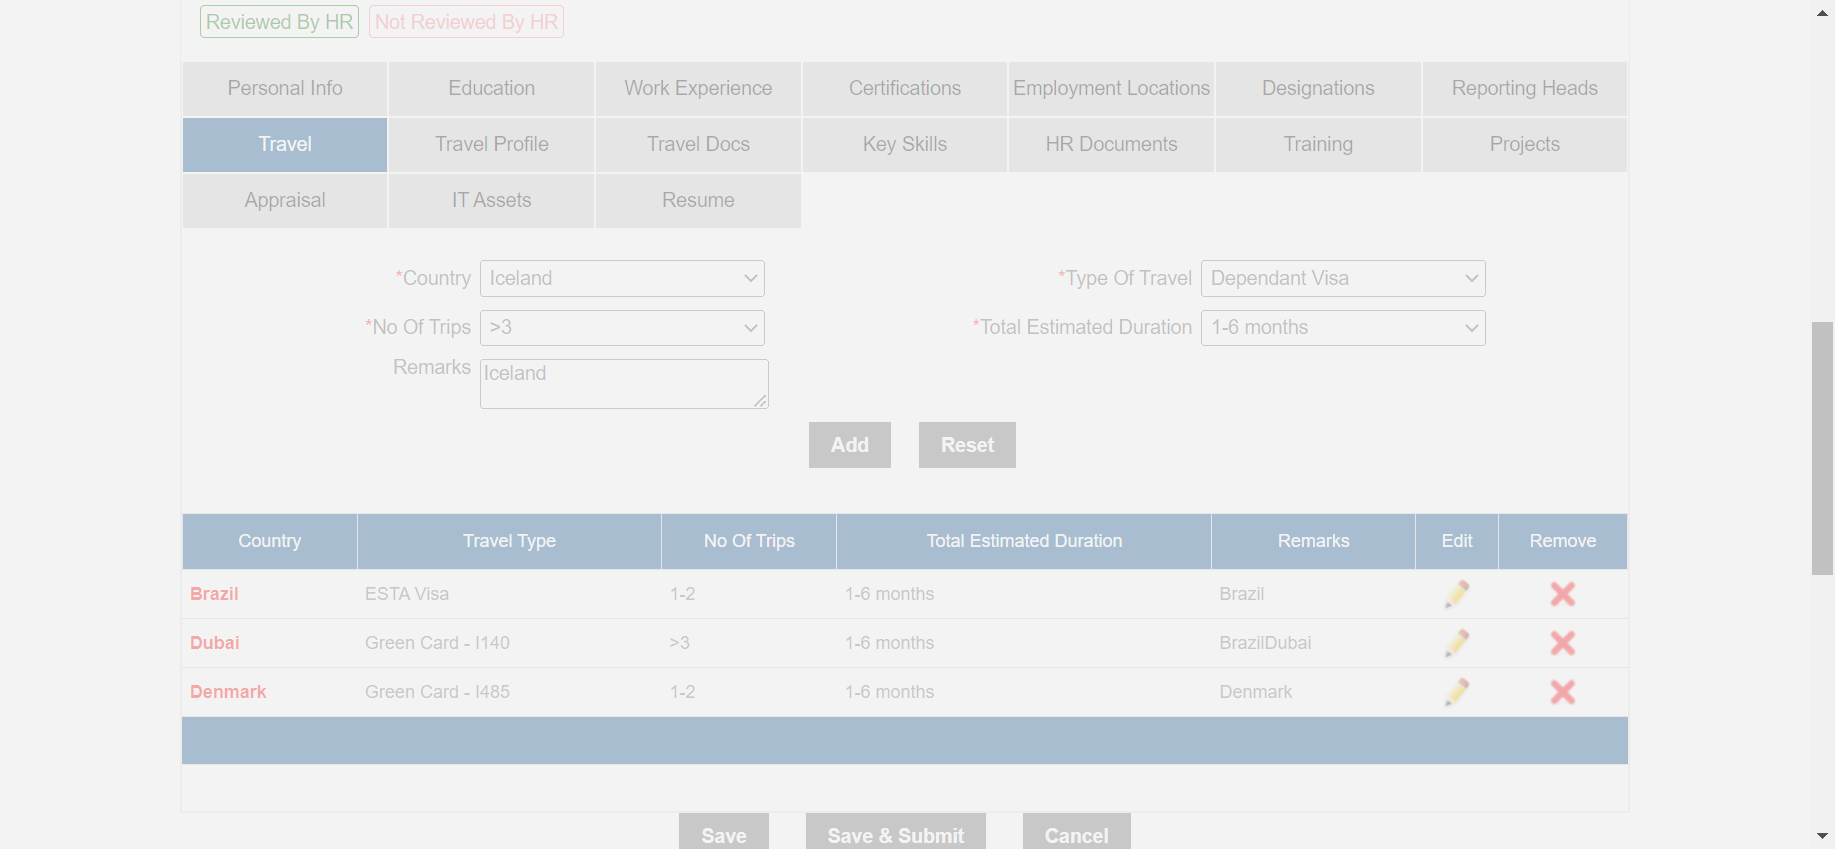 Reviewed By HR Not Reviewed By HR
Personal Info Education Work Experience Certifications Employment Locations Designations Reporting Heads
Travel Travel Profile Travel Docs Key Skills HR Documents Training Projects
Appraisal IT Assets Resume
*Country Iceland *Type Of Travel Dependant Visa
*No Of Trips >3 *Total Estimated Duration 1-6 months
Remarks Iceland
Add Reset
Country Travel Type No Of Trips Total Estimated Duration Remarks Edit Remove
Brazil ESTA Visa 1-2 1-6 months Brazil
Dubai Green Card - I140 >3 1-6 months BrazilDubai
Denmark Green Card - I485 1-2 1-6 months Denmark
Save Save & Submit Cancel